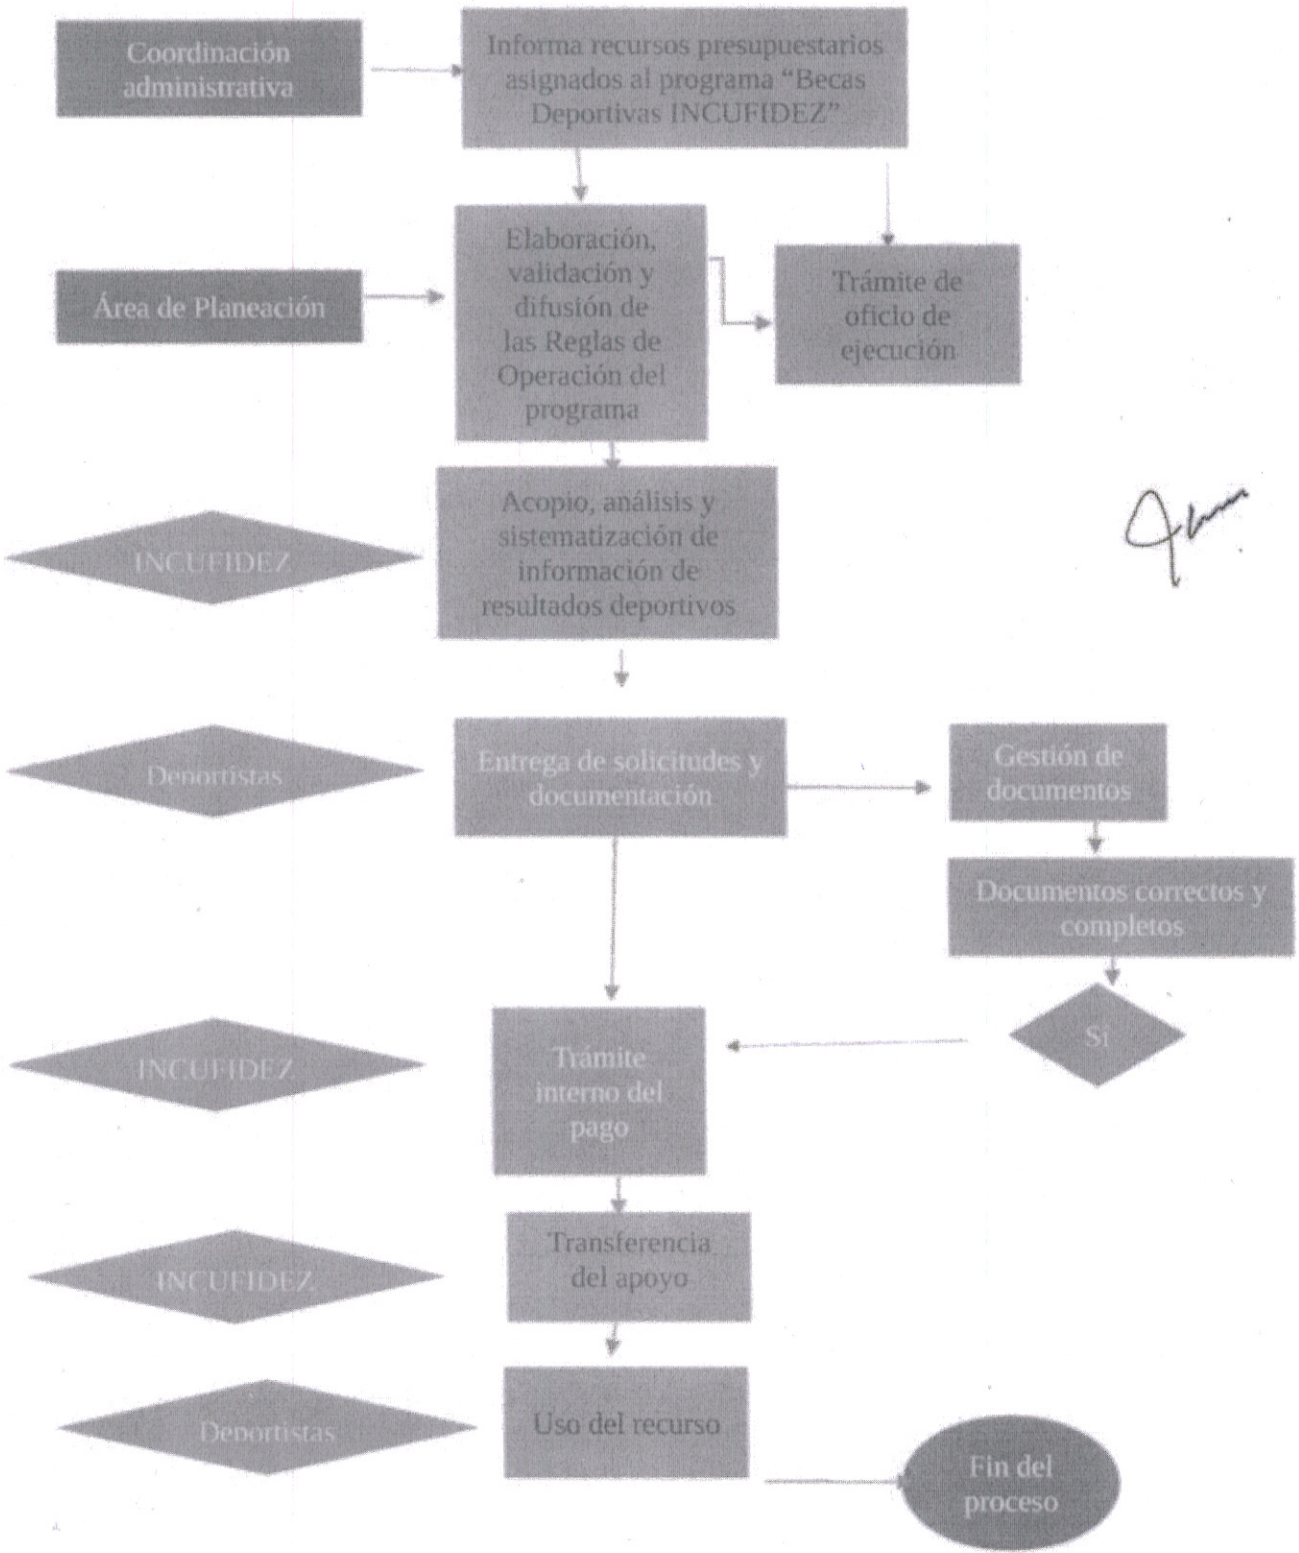 Coordinación
administrativa
Informa recursos presupuestarios
asignados al programa “Becas
Deportivas INCUFIDEZ”
Área de Planeación
Elaboración,
validación y
difusión de
las Reglas de
Operación del
programa
Trámite de
oficio de
ejecución
INCUFIDEZ
Acopio, análisis y
sistematización de
información de
resultados deportivos
Deportistas
Entrega de solicitudes y
documentación
Gestión de
documentos
Documentos correctos y
completos
Si
INCUFIDEZ
Trámite
interno del
pago
INCUFIDEZ
Transferencia
del apoyo
Deportistas
Uso del recurso
Fin del
proceso